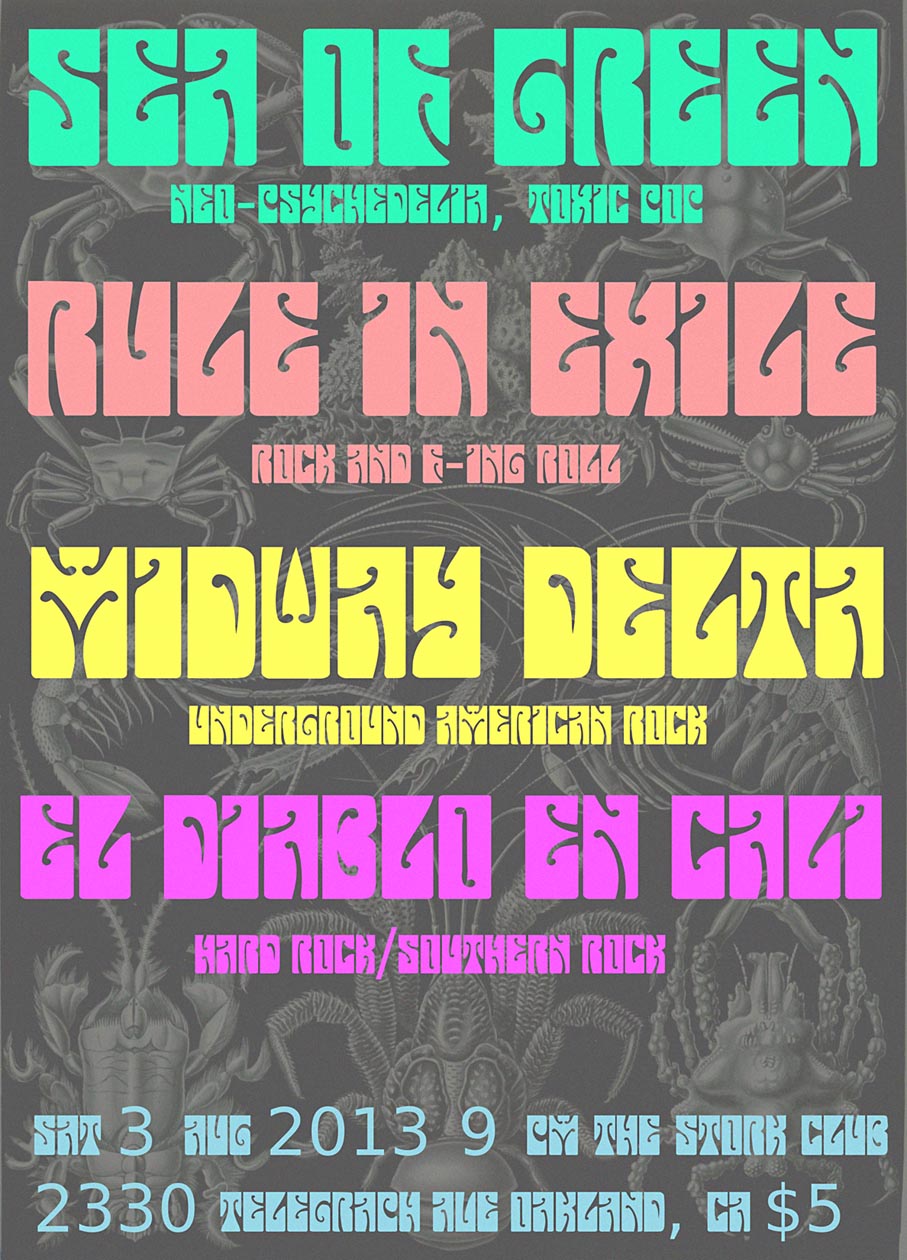 SEA OF GREEN
NEO-PSYCHEDELIA, TOXIC POP
RULE IN EXILE
ROCK AND F-ING ROLL
MIDWAY DELTA
UNDERGROUND AMERICAN ROCK
EL DIABLO EN CALI
HARD ROCK/SOUTHERN ROCK
SAT 3 AUG 2013 9 PM THE STORK CLUB
2330 TELEGRAPH AVE OAKLAND, CA $5